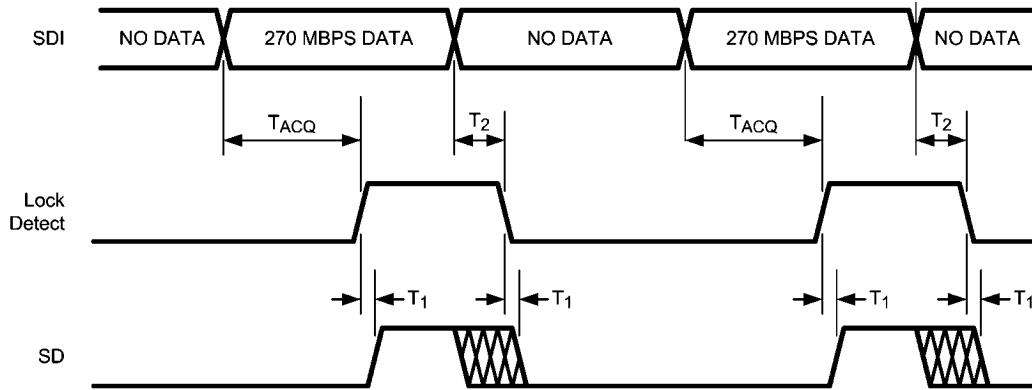 SDI
NO DATA
270 MBPS DATA
NO DATA
270 MBPS DATA
NO DATA
TACQ
T2
TACQ
T2
Lock
Detect
T1
T1
T1
T1
SD